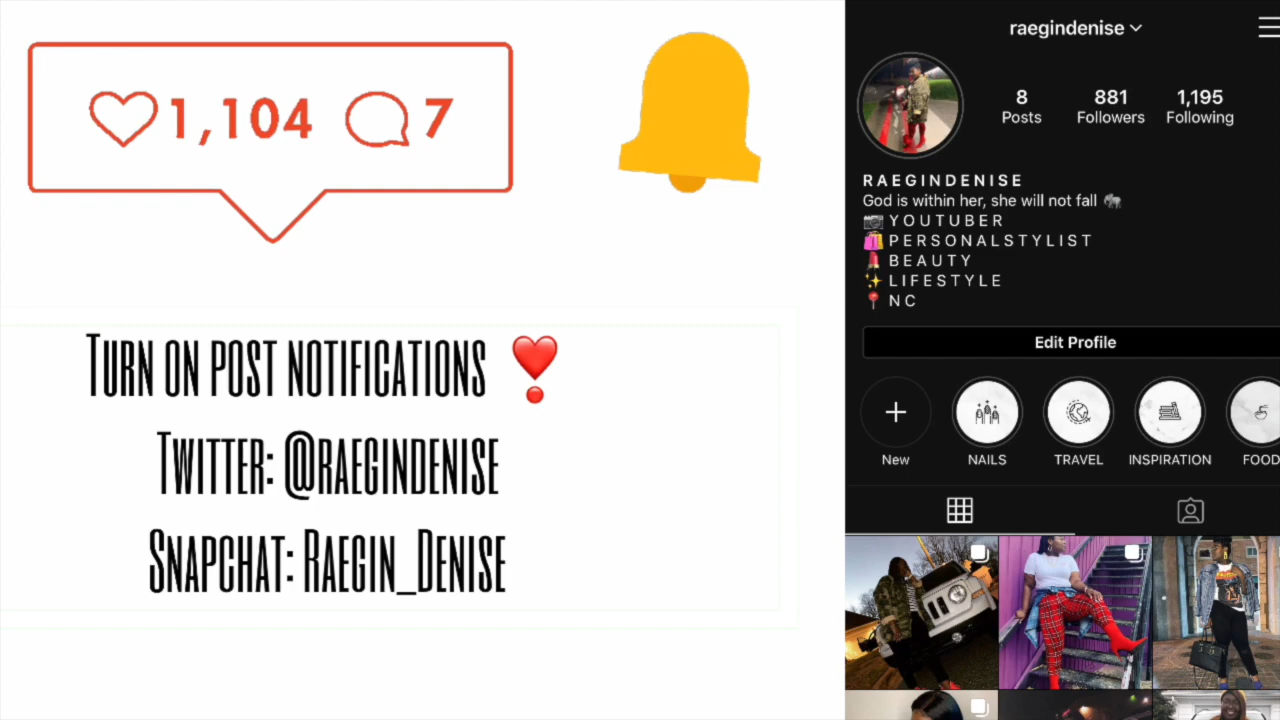 1,104 7
Turn on post notifications
Twitter: @raegindenise
Snapchat: Raegin_Denise
raegindenise
8 881 1,195
Posts Followers Following
RAEGINDENISE
God is within her, she will not fall
YOUTUBER
PERSONALSTYLIST
BEAUTY
LIFESTYLE
NC
Edit Profile
New NAILS TRAVEL INSPIRATION FOOD